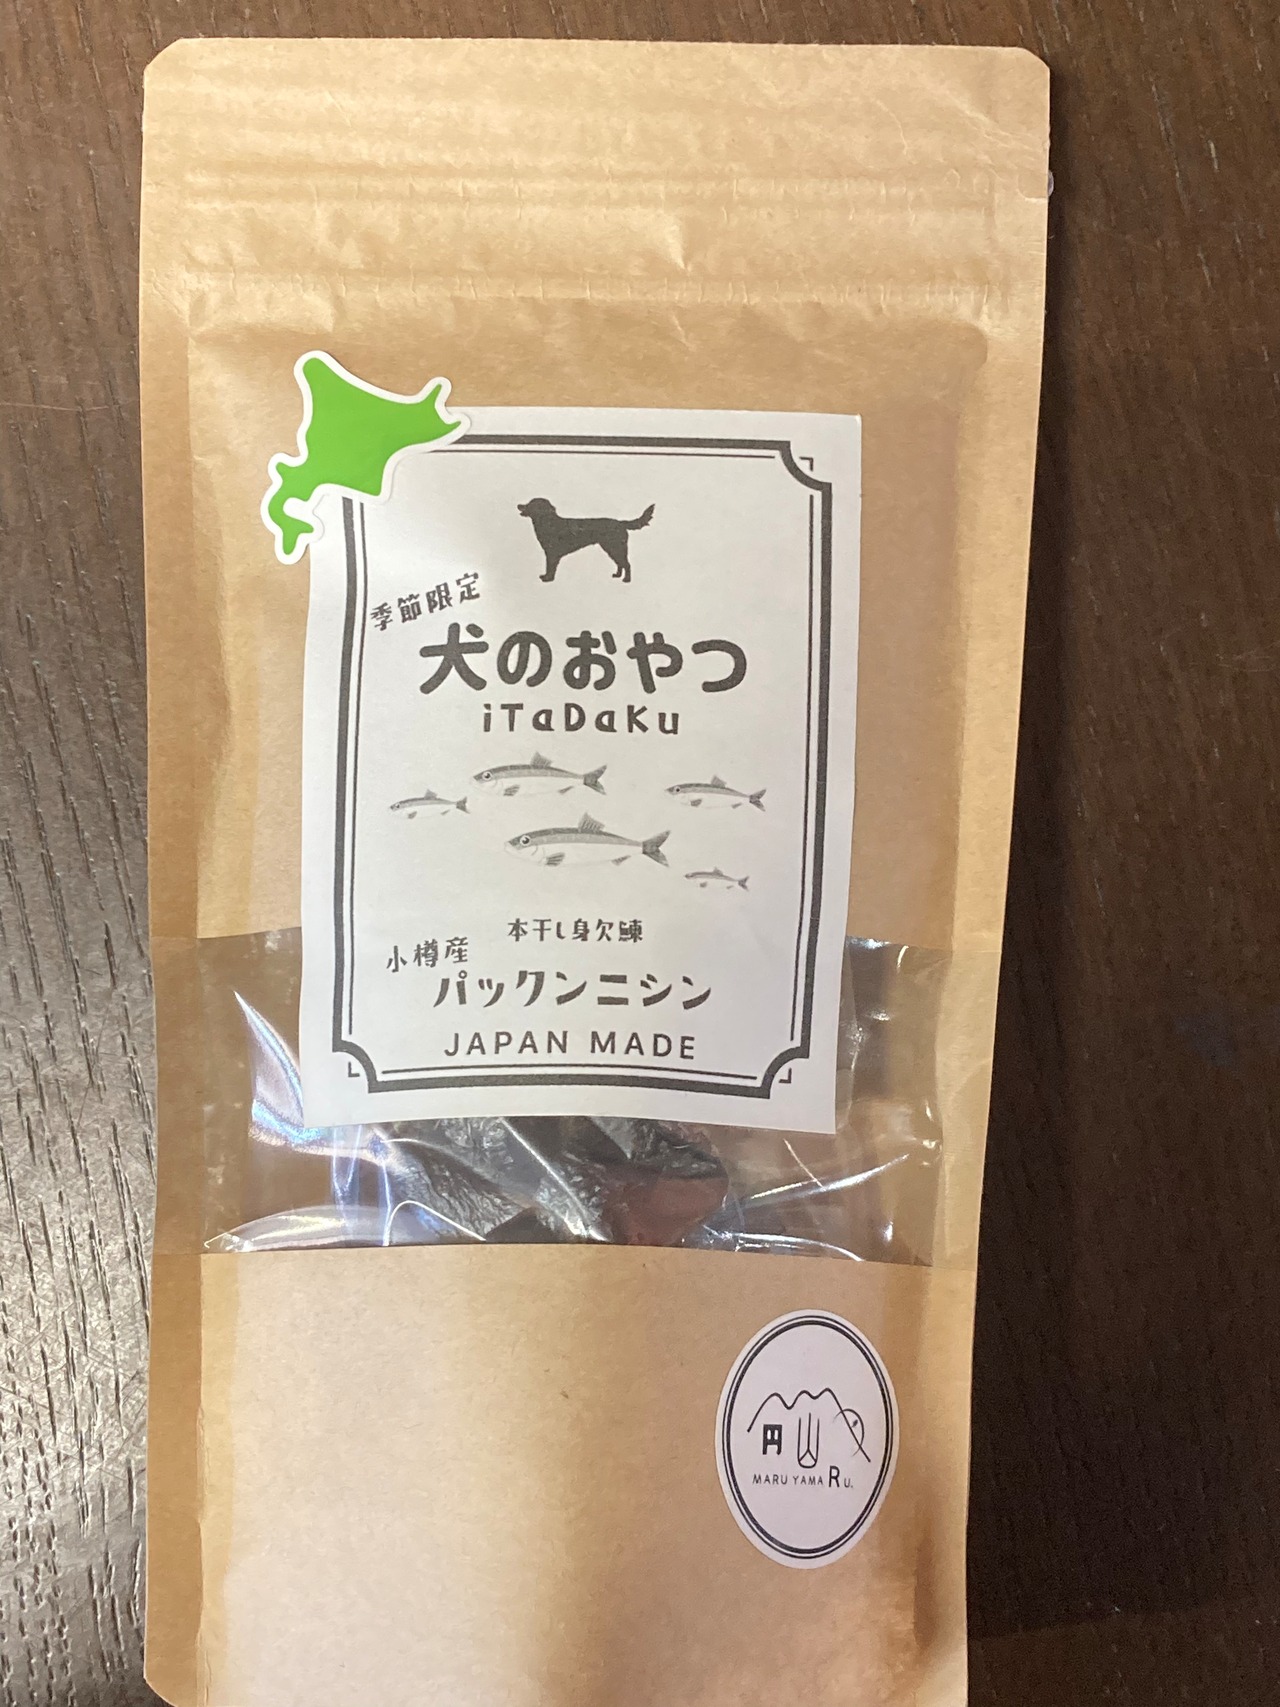 季節限定
犬のおやつ
iTaDaKu
本干し身欠鰊
小樽産
パックンニシン
JAPAN MADE
円山
MARU YAMA RU.